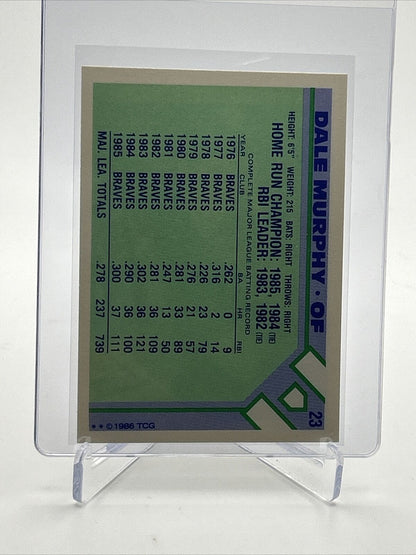 23
DALE MURPHY · OF
HEIGHT: 6'5" WEIGHT: 215 BATS: RIGHT THROWS: RIGHT
HOME RUN CHAMPION: 1985, 1984 (TIE)
RBI LEADER: 1983, 1982 (TIE)
COMPLETE MAJOR LEAGUE BATTING RECORD
YEAR CLUB BA HR RBI
1976 BRAVES .262 0 9
1977 BRAVES .316 2 14
1978 BRAVES .226 23 79
1979 BRAVES .276 21 57
1980 BRAVES .281 33 89
1981 BRAVES .247 13 50
1982 BRAVES .281 36 109
1983 BRAVES .302 36 121
1984 BRAVES .290 36 100
1985 BRAVES .300 37 111
MAJ. LEA. TOTALS .278 237 739
** © 1986 TCG